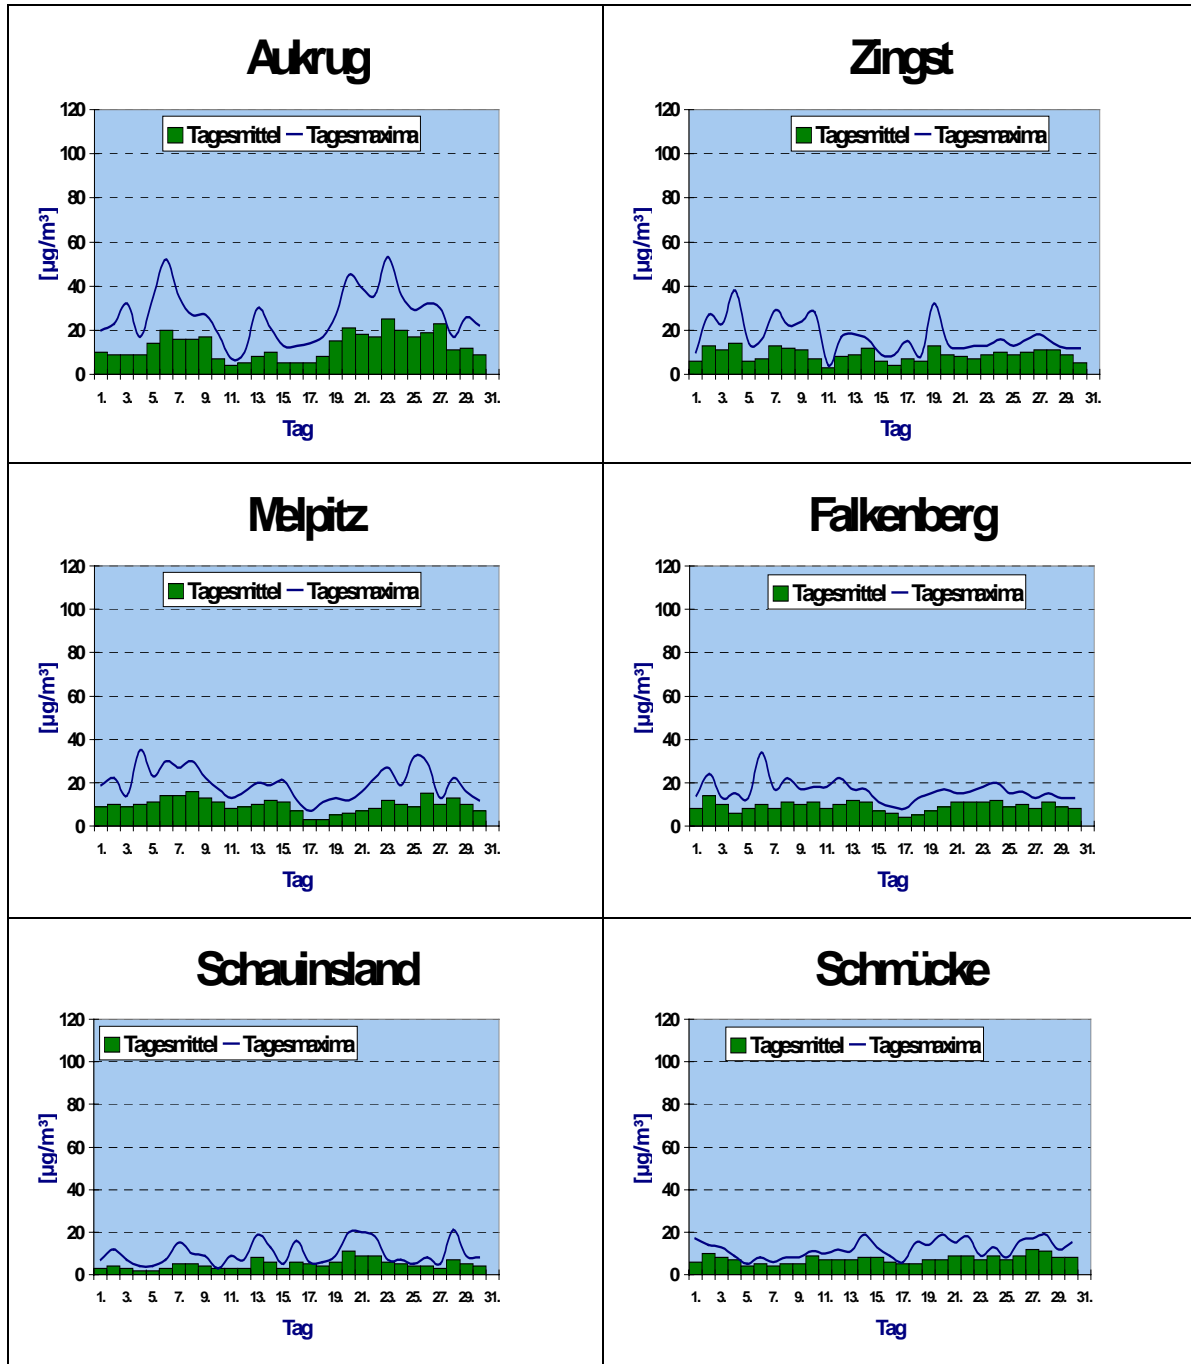 Aukrug
120
100
80
60
40
20
0
[µg/m³]
Tagesmittel Tagesmaxima
1. 3. 5. 7. 9. 11. 13. 15. 17. 19. 21. 23. 25. 27. 29. 31.
Tag
Zingst
120
100
80
60
40
20
0
[µg/m³]
Tagesmittel Tagesmaxima
1. 3. 5. 7. 9. 11. 13. 15. 17. 19. 21. 23. 25. 27. 29. 31.
Tag
Melpitz
120
100
80
60
40
20
0
[µg/m³]
Tagesmittel Tagesmaxima
1. 3. 5. 7. 9. 11. 13. 15. 17. 19. 21. 23. 25. 27. 29. 31.
Tag
Falkenberg
120
100
80
60
40
20
0
[µg/m³]
Tagesmittel Tagesmaxima
1. 3. 5. 7. 9. 11. 13. 15. 17. 19. 21. 23. 25. 27. 29. 31.
Tag
Schauinsland
120
100
80
60
40
20
0
[µg/m³]
Tagesmittel Tagesmaxima
1. 3. 5. 7. 9. 11. 13. 15. 17. 19. 21. 23. 25. 27. 29. 31.
Tag
Schmücke
120
100
80
60
40
20
0
[µg/m³]
Tagesmittel Tagesmaxima
1. 3. 5. 7. 9. 11. 13. 15. 17. 19. 21. 23. 25. 27. 29. 31.
Tag